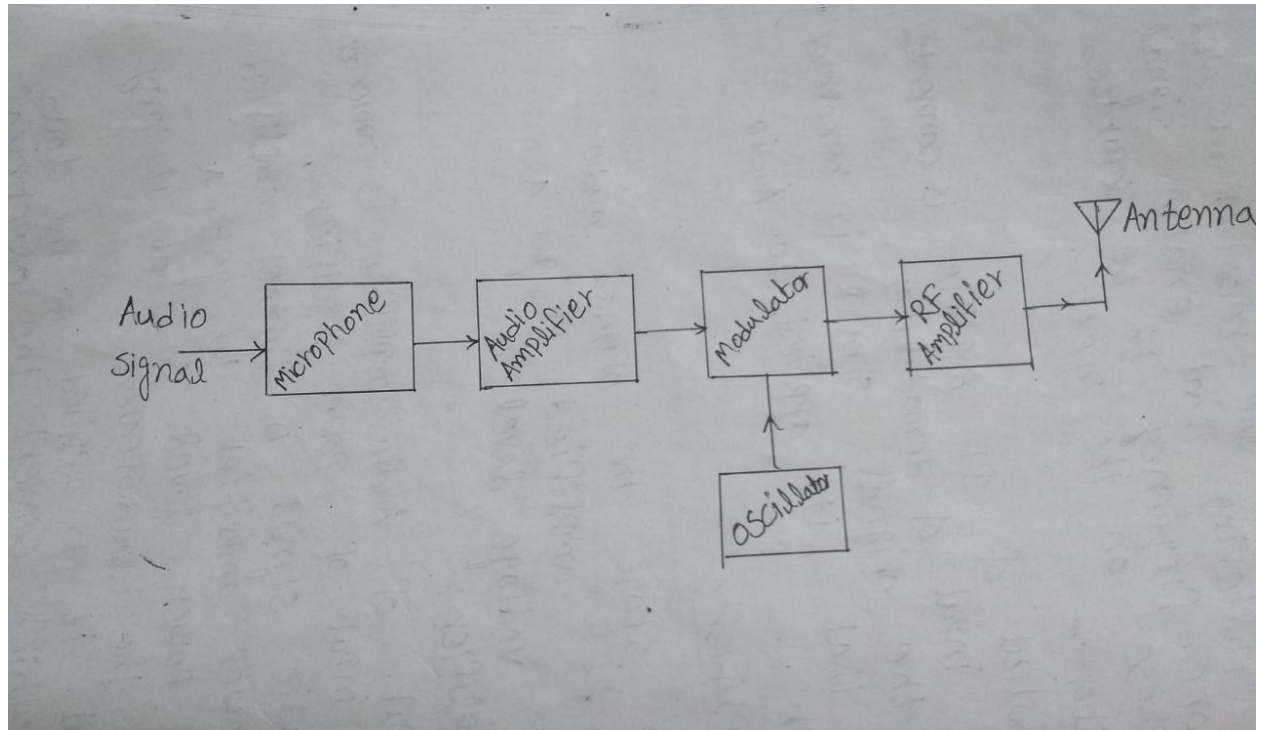 Audio
Signal
Microphone
Audio
Amplifier
Modulator
RF
Amplifier
Antenna
Oscillator